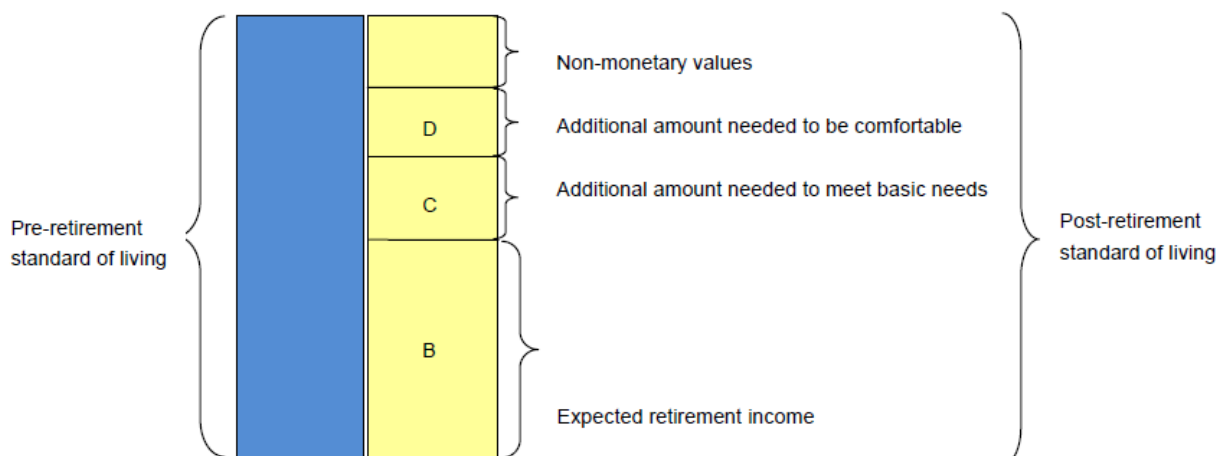 Non-monetary values
D
Additional amount needed to be comfortable
Additional amount needed to meet basic needs
C
Pre-retirement
standard of living
Post-retirement
standard of living
B
Expected retirement income